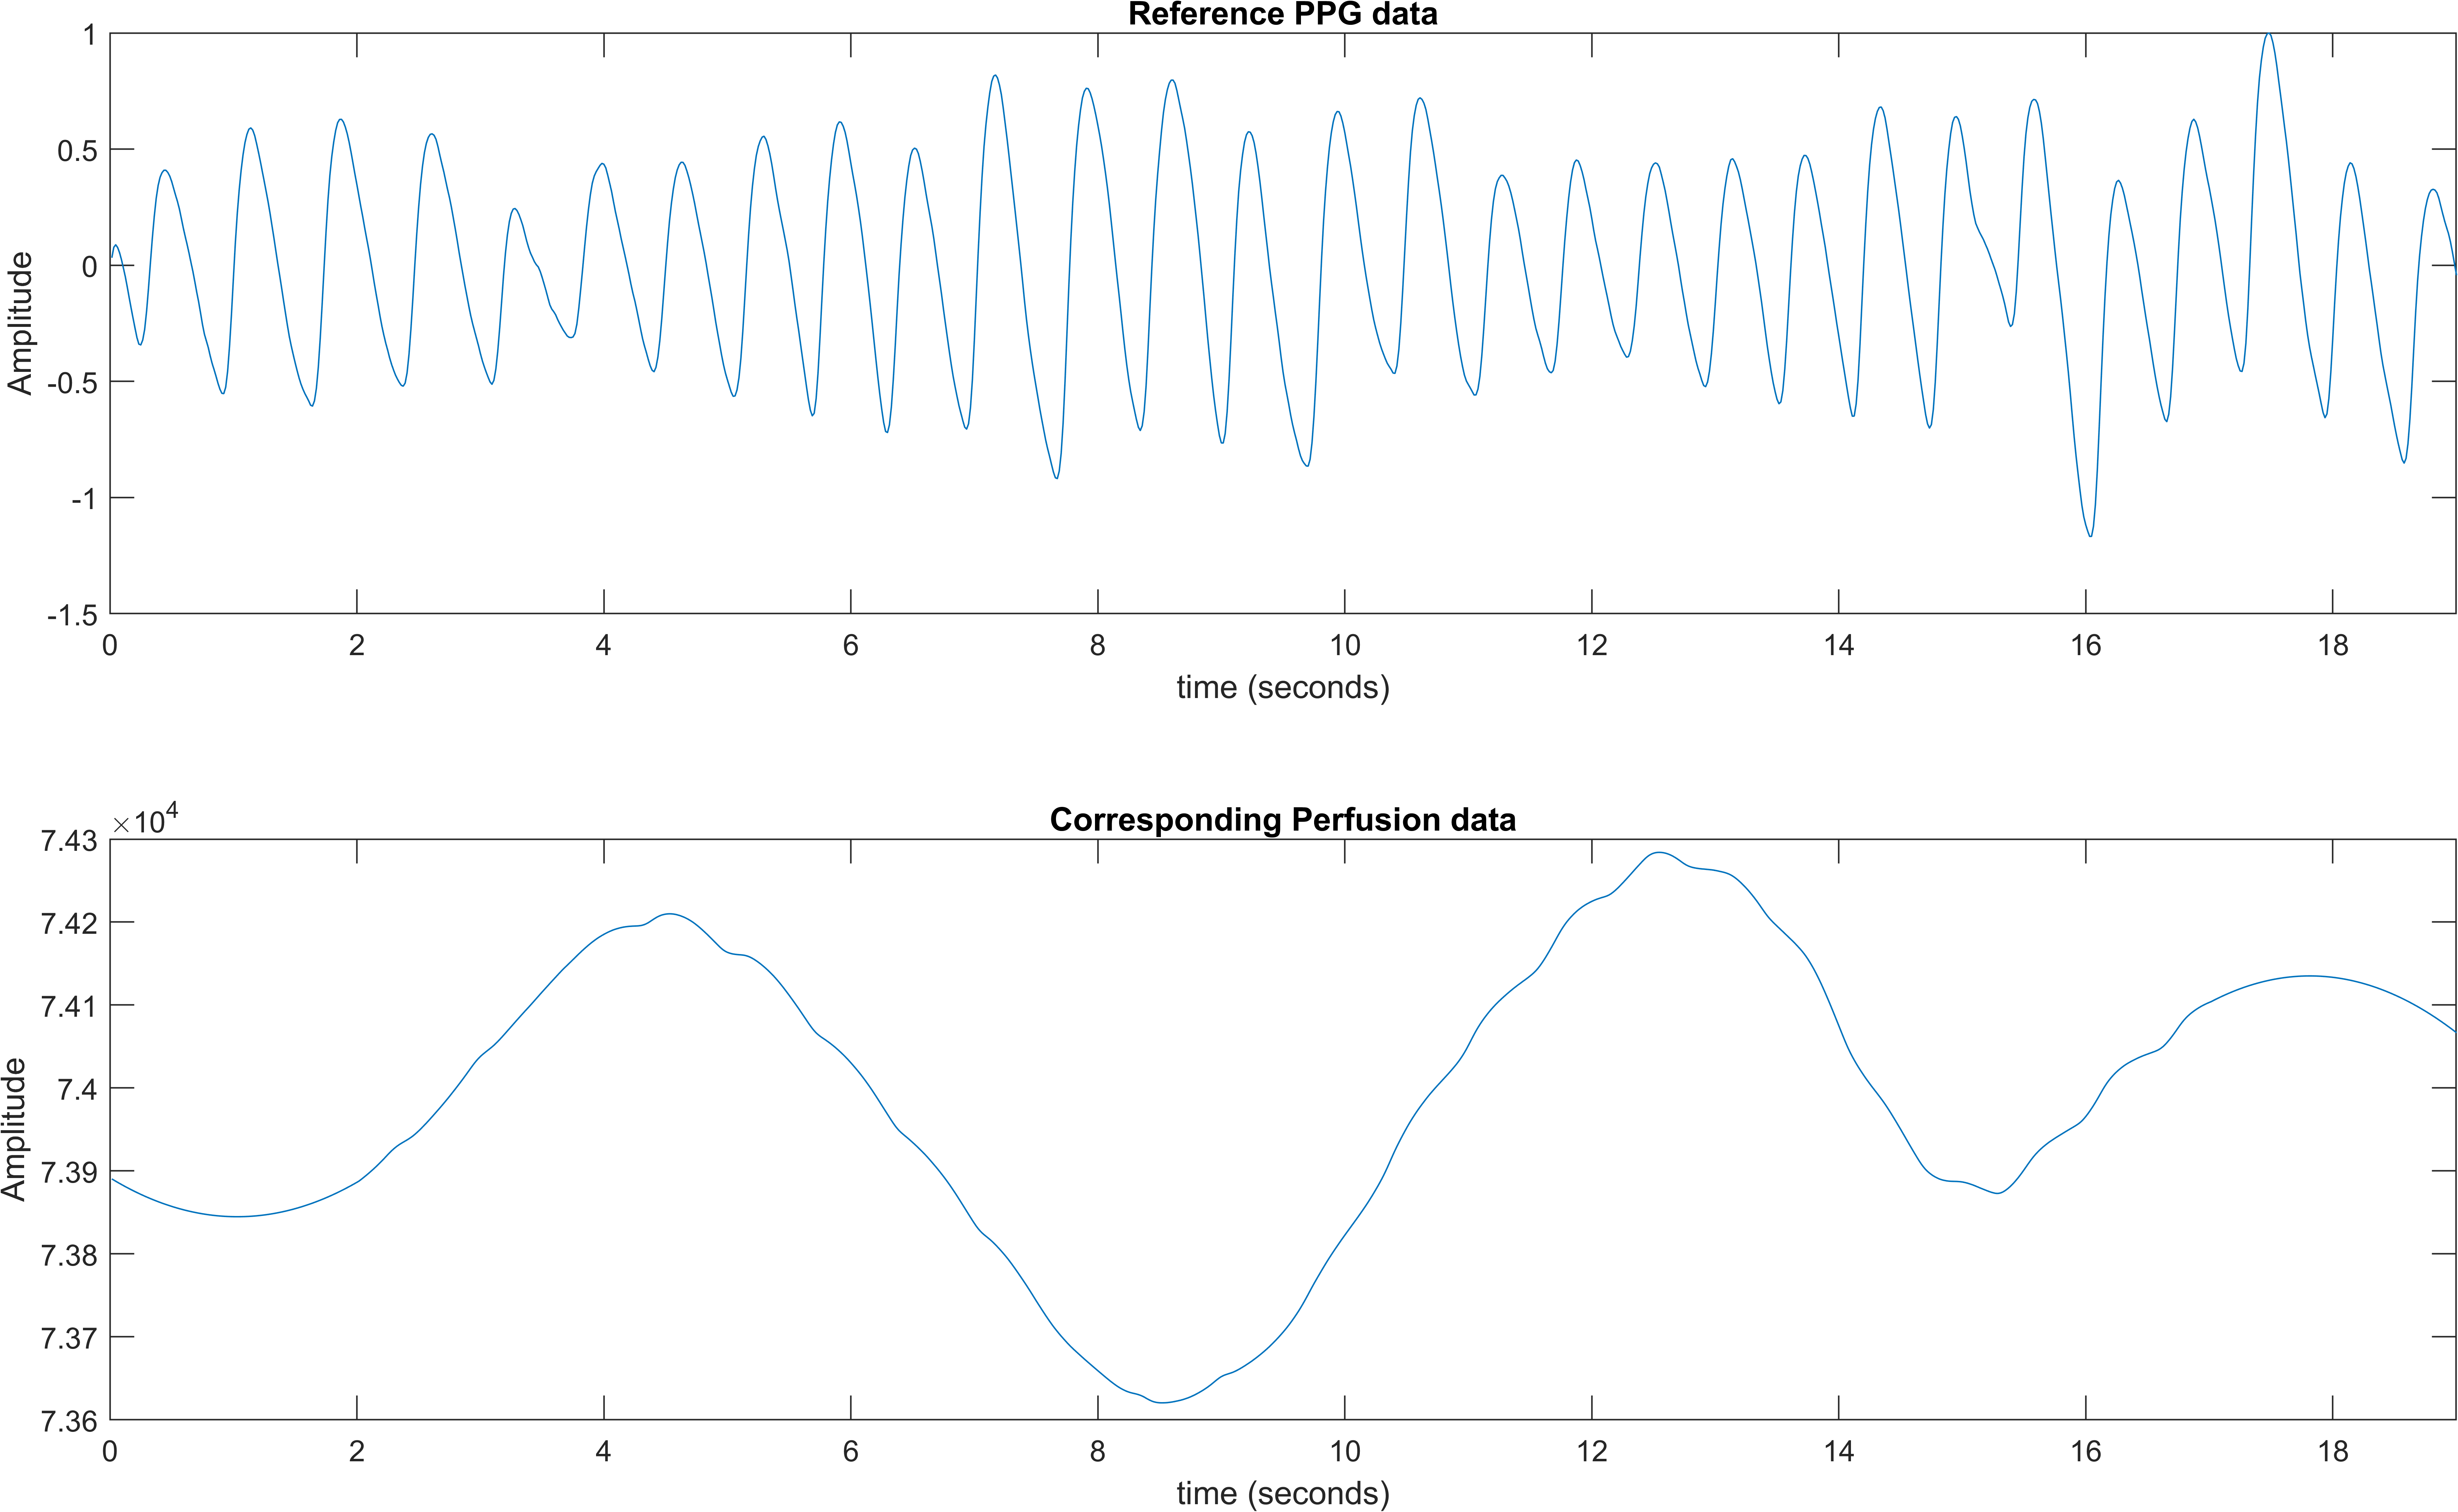 Reference PPG data
1
0.5
0
-0.5
-1
-1.5
Amplitude
0 2 4 6 8 10 12 14 16 18
time (seconds)
Corresponding Perfusion data
×10^4
7.43
7.42
7.41
7.4
7.39
7.38
7.37
7.36
Amplitude
0 2 4 6 8 10 12 14 16 18
time (seconds)